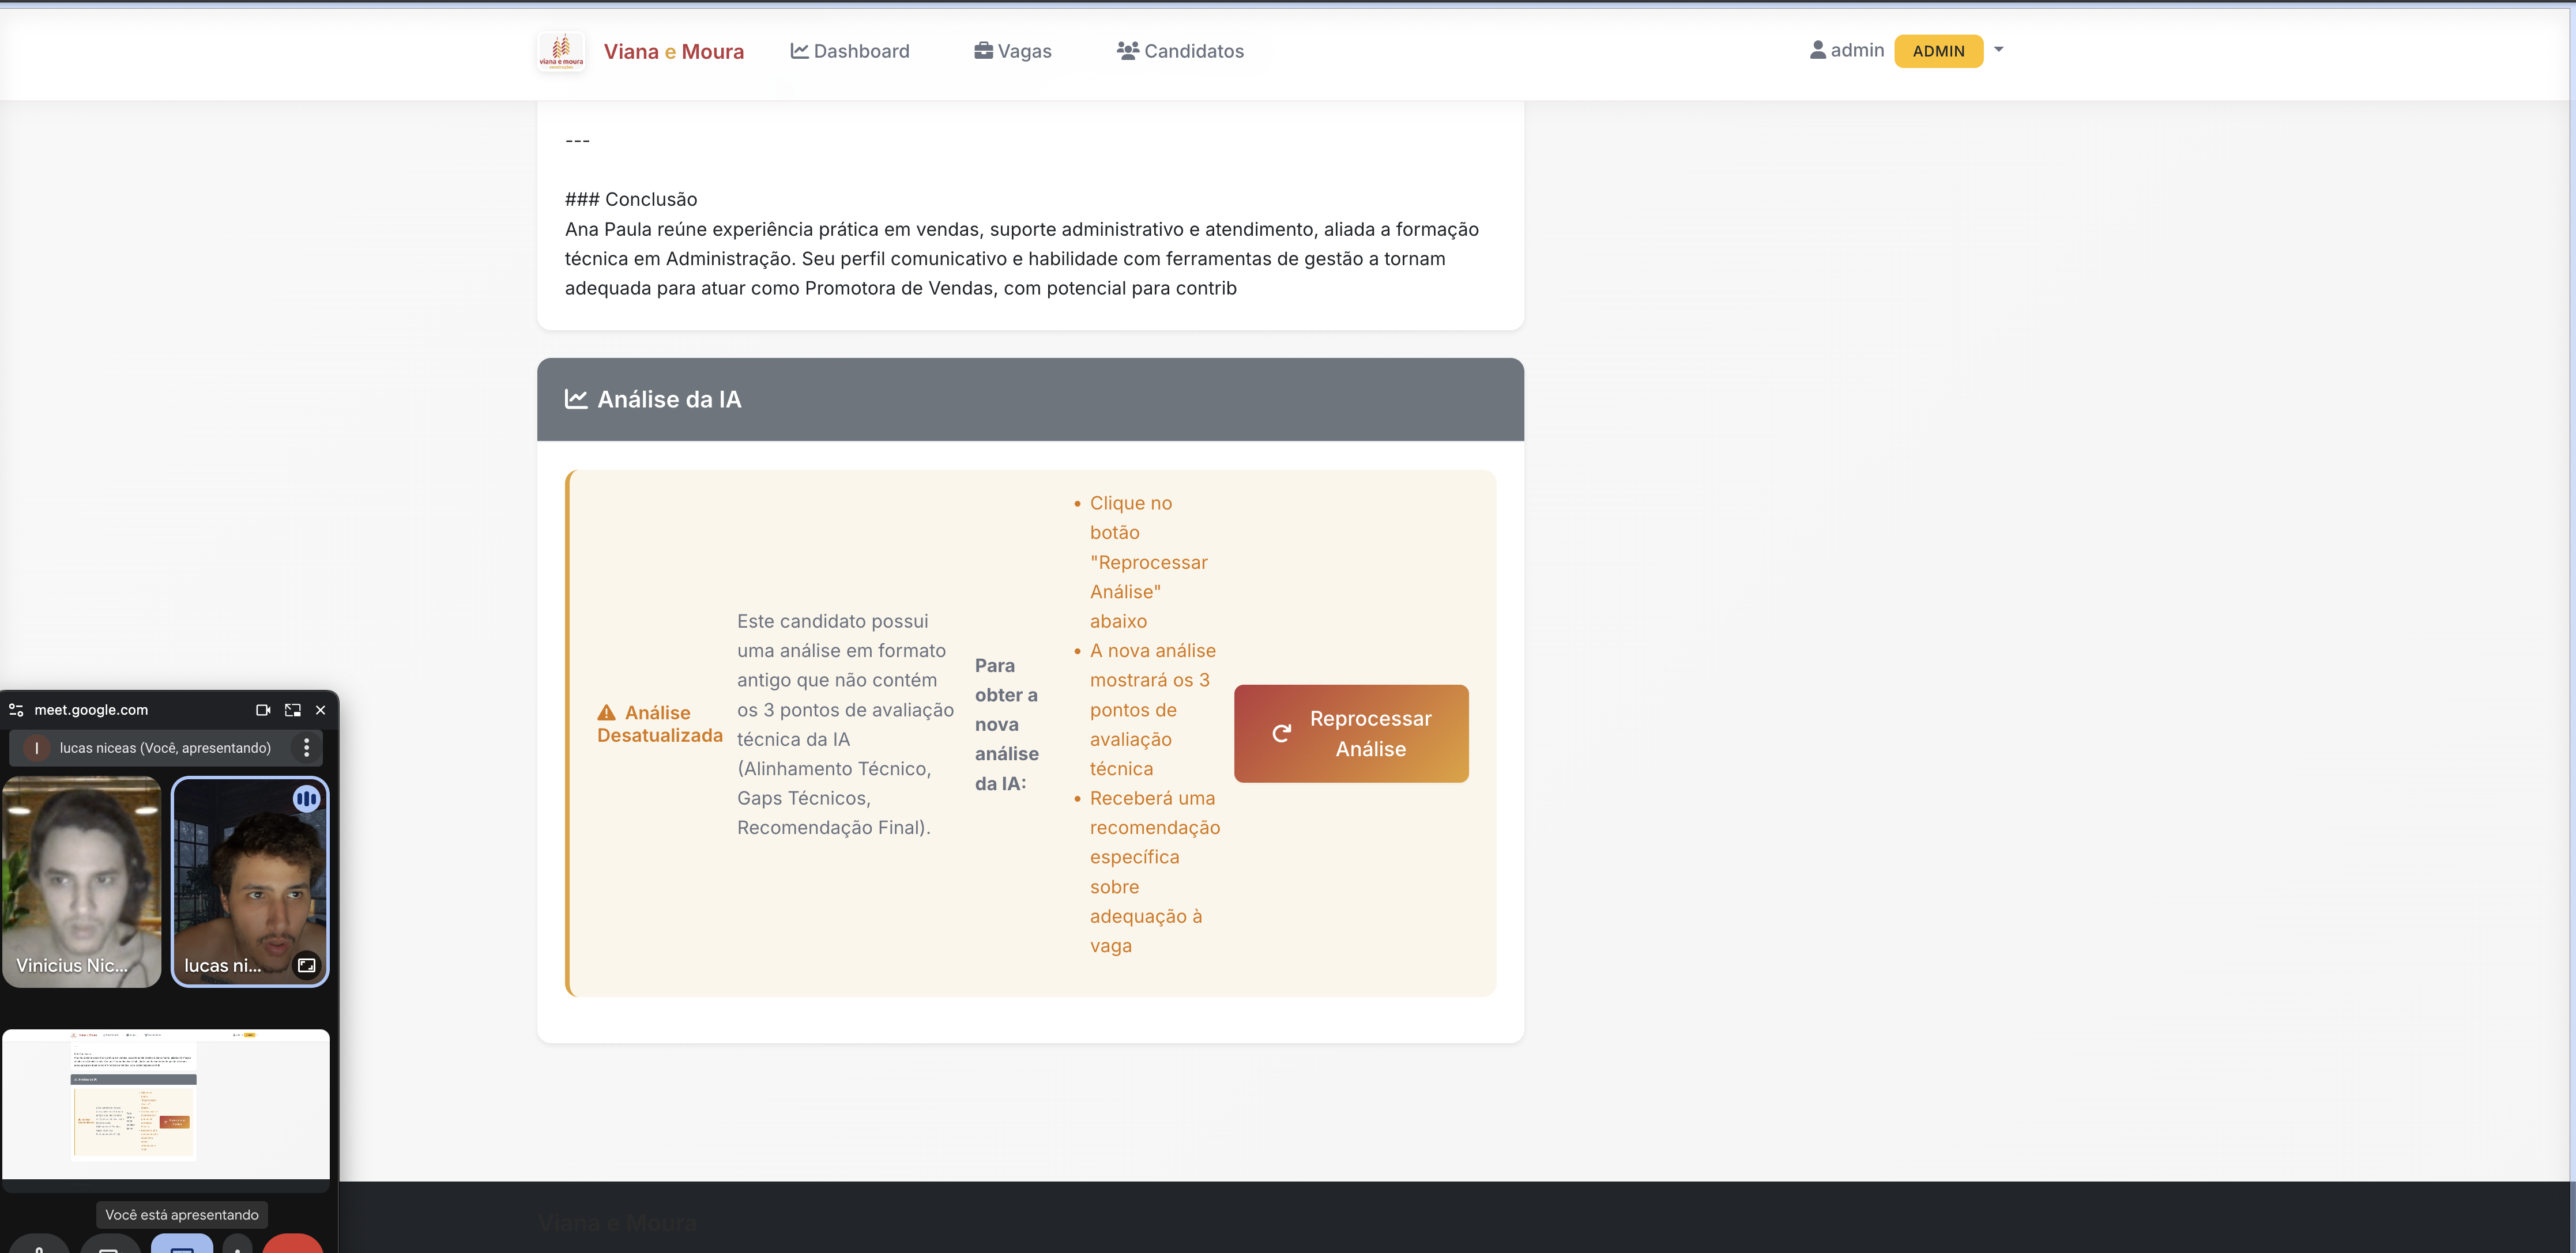 viana e moura
construções
Viana e Moura
Dashboard
Vagas
Candidatos
admin
ADMIN
---
### Conclusão
Ana Paula reúne experiência prática em vendas, suporte administrativo e atendimento, aliada a formação
técnica em Administração. Seu perfil comunicativo e habilidade com ferramentas de gestão a tornam
adequada para atuar como Promotora de Vendas, com potencial para contrib
Análise da IA
Análise
Desatualizada
Este candidato possui
uma análise em formato
antigo que não contém
os 3 pontos de avaliação
técnica da IA
(Alinhamento Técnico,
Gaps Técnicos,
Recomendação Final).
Para
obter a
nova
análise
da IA:
• Clique no
botão
"Reprocessar
Análise"
abaixo
• A nova análise
mostrará os 3
pontos de
avaliação
técnica
• Receberá uma
recomendação
específica
sobre
adequação à
vaga
Reprocessar
Análise
meet.google.com
l
lucas niceas (Você, apresentando)
Vinicius Nic...
lucas ni...
Você está apresentando
Viana e Moura